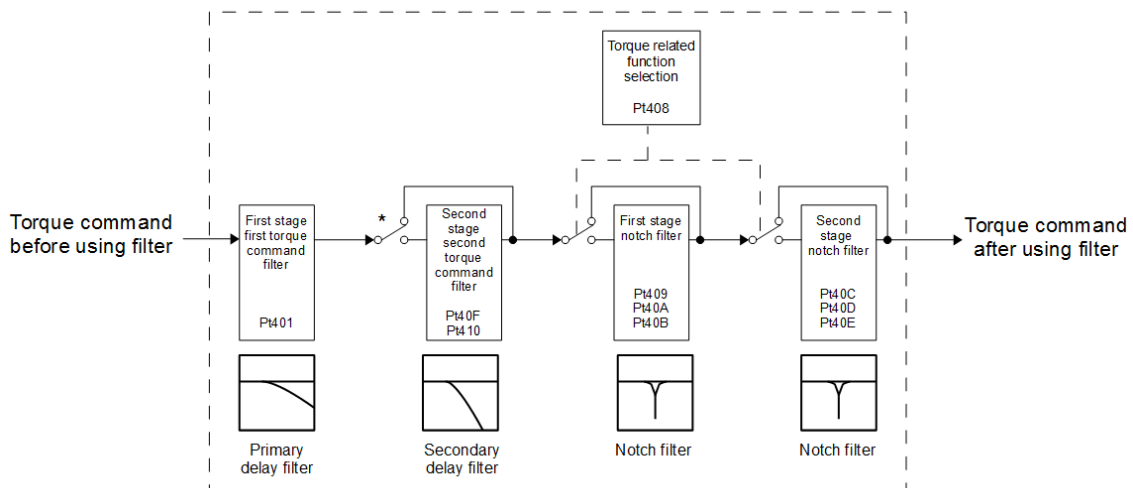 Torque related
function
selection
Pt408
Torque command
before using filter
First stage
first torque
command
filter
Pt401
*
Second
stage
second
torque
command
filter
Pt40F
Pt410
First stage
notch filter
Pt409
Pt40A
Pt40B
Second
stage
notch filter
Pt40C
Pt40D
Pt40E
Torque command
after using filter
Primary
delay filter
Secondary
delay filter
Notch filter
Notch filter